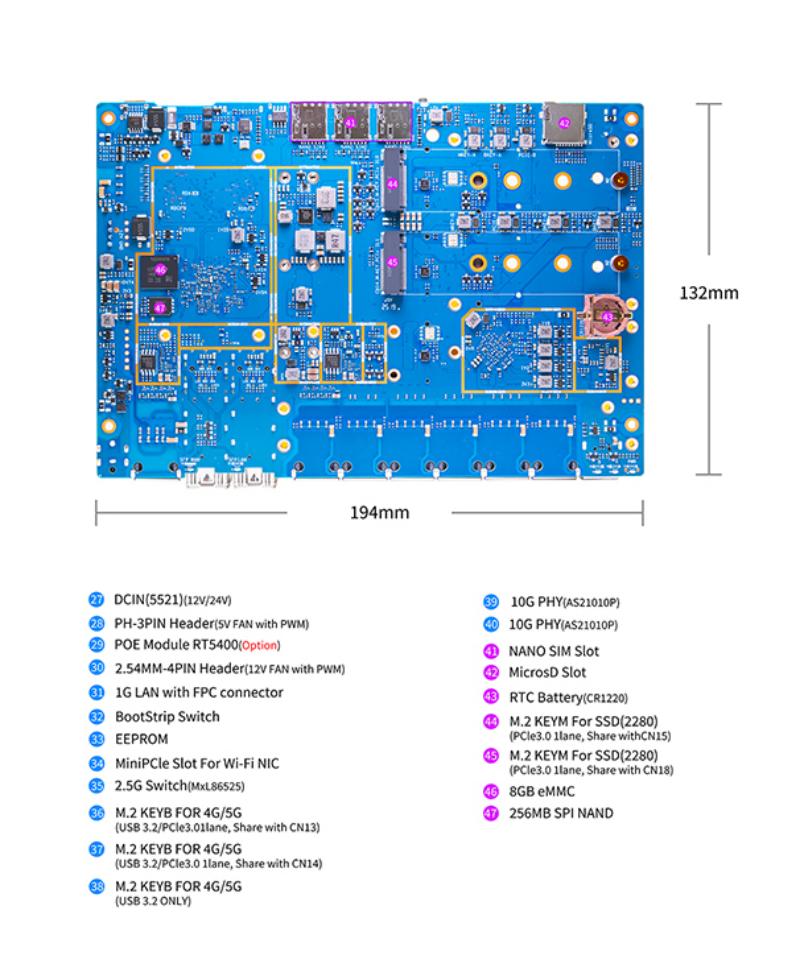 41
42
44
45
46
47
43
132mm
194mm
27 DCIN(5521)(12V/24V)
28 PH-3PIN Header(5V FAN with PWM)
29 POE Module RT5400(Option)
30 2.54MM-4PIN Header(12V FAN with PWM)
31 1G LAN with FPC connector
32 BootStrip Switch
33 EEPROM
34 MiniPCle Slot For Wi-Fi NIC
35 2.5G Switch(MxL86525)
36 M.2 KEYB FOR 4G/5G
(USB 3.2/PCle3.01lane, Share with CN13)
37 M.2 KEYB FOR 4G/5G
(USB 3.2/PCle3.0 1lane, Share with CN14)
38 M.2 KEYB FOR 4G/5G
(USB 3.2 ONLY)
39 10G PHY(AS21010P)
40 10G PHY(AS21010P)
41 NANO SIM Slot
42 MicrosD Slot
43 RTC Battery(CR1220)
44 M.2 KEYM For SSD(2280)
(PCle3.0 1lane, Share withCN15)
45 M.2 KEYM For SSD(2280)
(PCle3.0 1lane, Share with CN18)
46 8GB eMMC
47 256MB SPI NAND